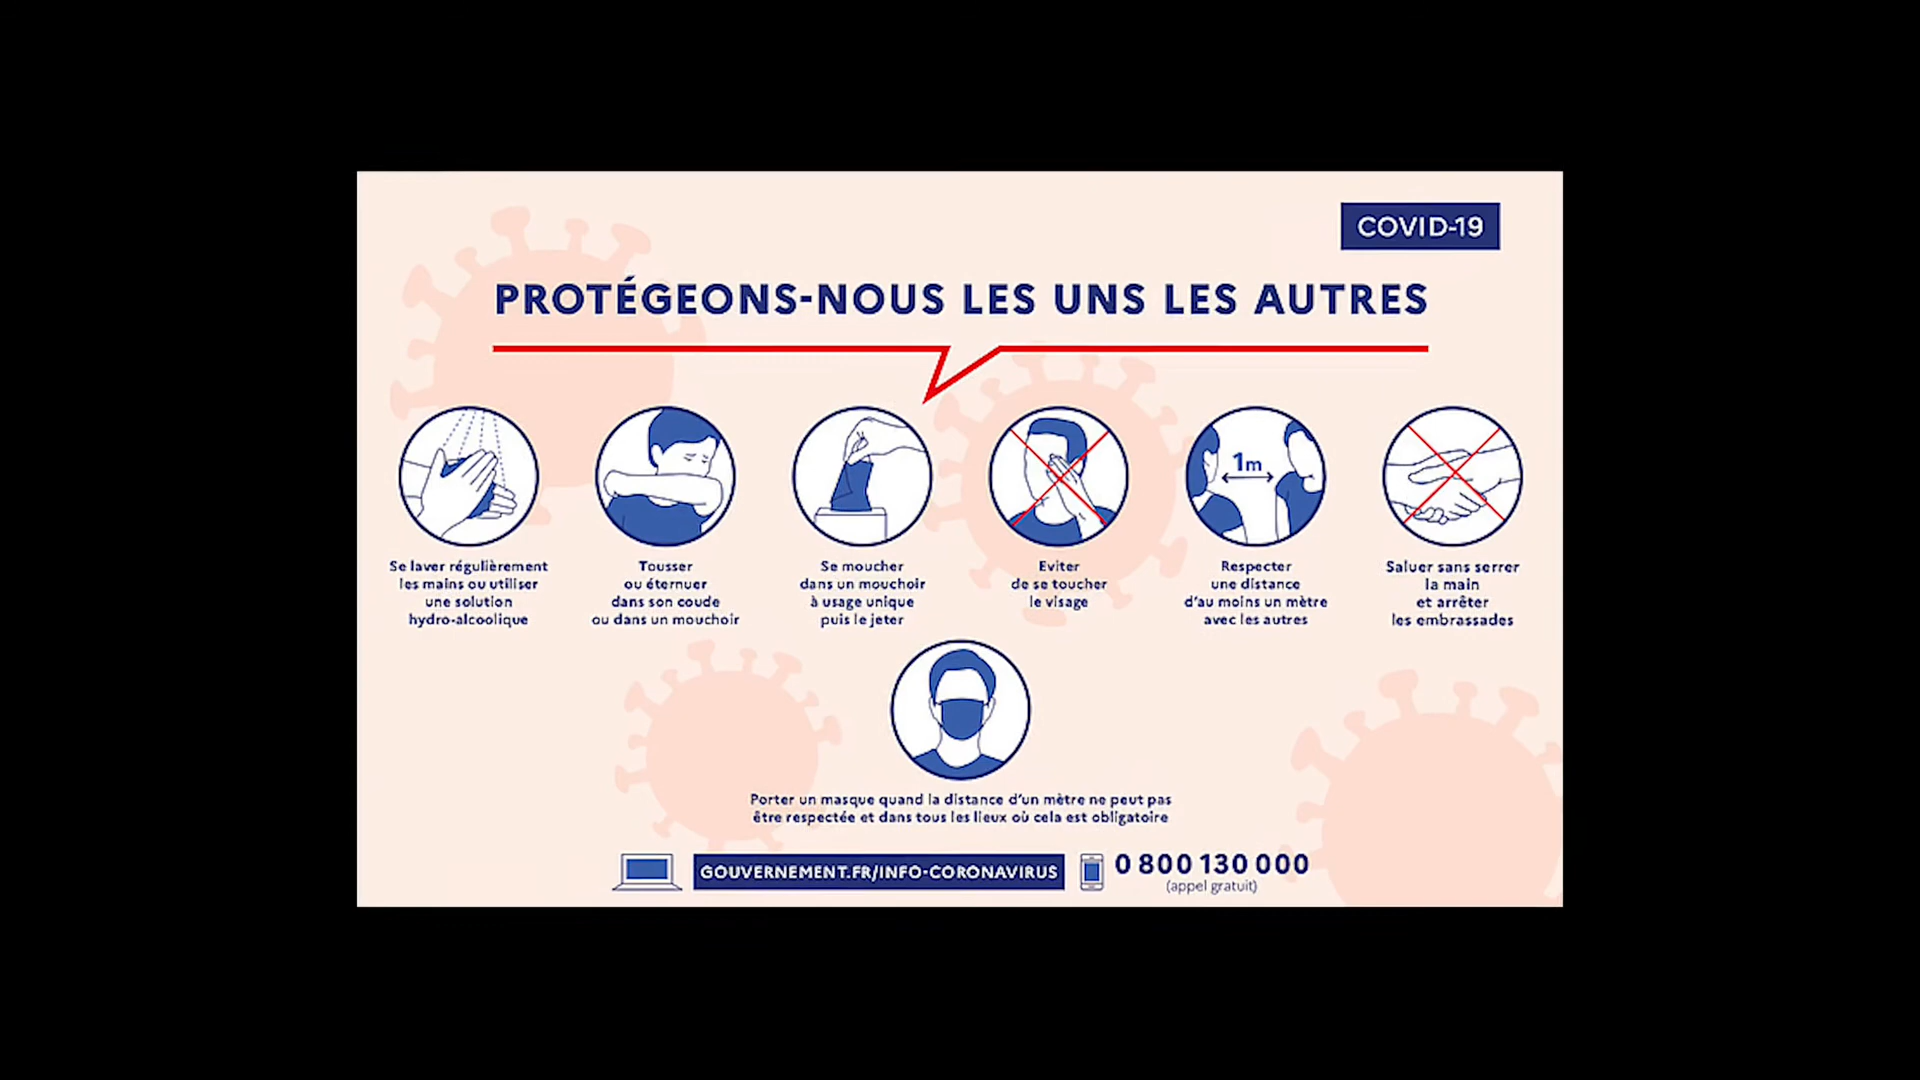 COVID-19
PROTÉGEONS-NOUS LES UNS LES AUTRES
1m
Se laver régulièrement
les mains ou utiliser
une solution
hydro-alcoolique
Tousser
ou éternuer
dans son coude
ou dans un mouchoir
Se moucher
dans un mouchoir
à usage unique
puis le jeter
Eviter
de se toucher
le visage
Respecter
une distance
d'au moins un mètre
avec les autres
Saluer sans serrer
la main
et arrêter
les embrassades
Porter un masque quand la distance d'un mètre ne peut pas
être respectée et dans tous les lieux où cela est obligatoire
GOUVERNEMENT.FR/INFO-CORONAVIRUS
0 800 130 000
(appel gratuit)